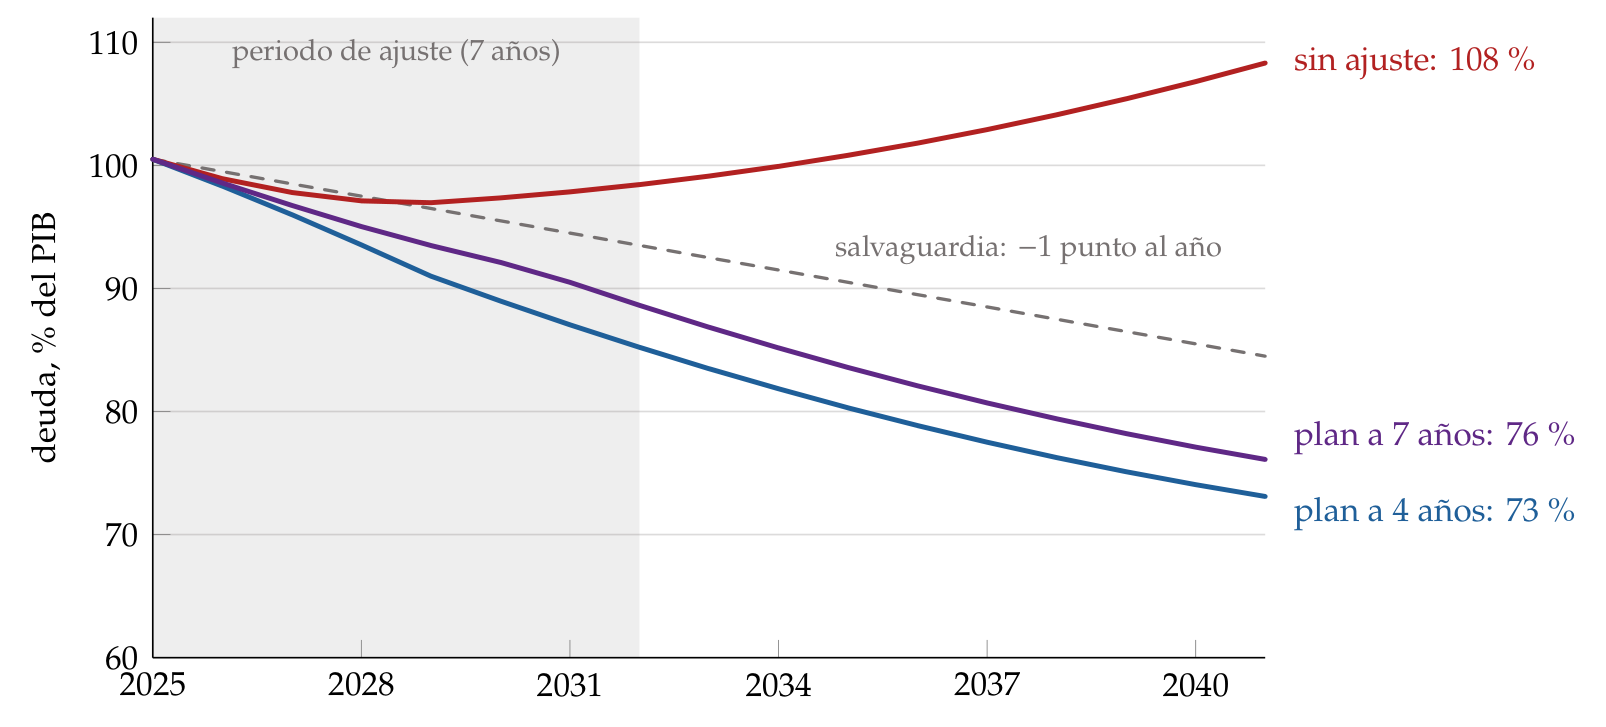 110
periodo de ajuste (7 años)
sin ajuste: 108 %
100
deuda, % del PIB
salvaguardia: −1 punto al año
90
80
plan a 7 años: 76 %
plan a 4 años: 73 %
70
60
2025 2028 2031 2034 2037 2040